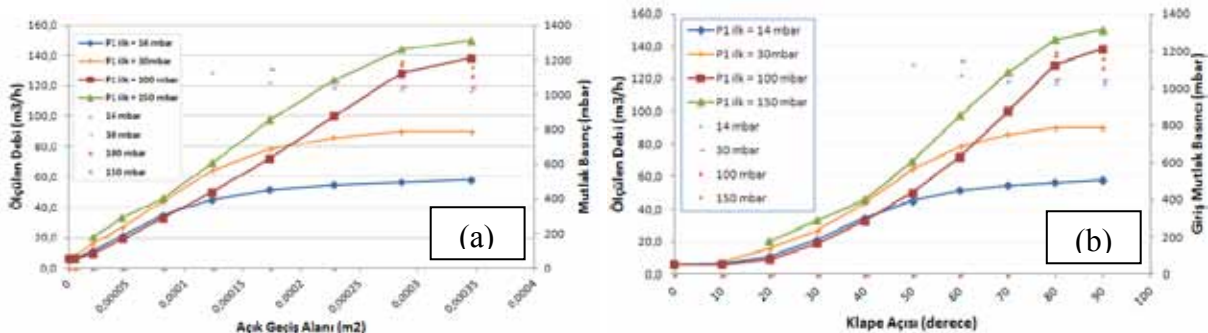 160,0
140,0
120,0
100,0
80,0
60,0
40,0
20,0
0,0
Ölçülen Debi (m3/h)
P1 ilk = 14 mbar
P1 ilk = 30mbar
P1 ilk = 100 mbar
P1 ilk = 150 mbar
14 mbar
30 mbar
100 mbar
150 mbar
1400
1200
1000
800
600
400
200
0
Mutlak Basınç (mbar)
(a)
0
0,00005
0,0001
0,00015
0,0002
0,00025
0,0003
0,00035
0,0004
Açık Geçiş Alanı (m2)
160,0
140,0
120,0
100,0
80,0
60,0
40,0
20,0
0,0
Ölçülen Debi (m3/h)
P1 ilk = 14 mbar
P1 ilk = 30 mbar
P1 ilk = 100 mbar
P1 ilk = 150 mbar
14 mbar
30 mbar
100 mbar
150 mbar
1400
1200
1000
800
600
400
200
0
Giriş Mutlak Basıncı (mbar)
(b)
0
10
20
30
40
50
60
70
80
90
100
Klape Açısı (derece)